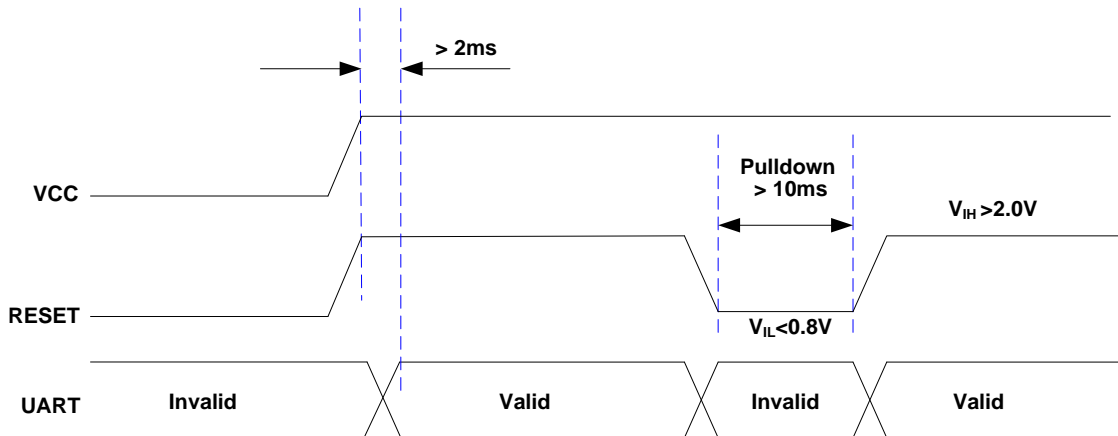 > 2ms
VCC
Pulldown
> 10ms
VIH >2.0V
RESET
VIL<0.8V
UART
Invalid
Valid
Invalid
Valid